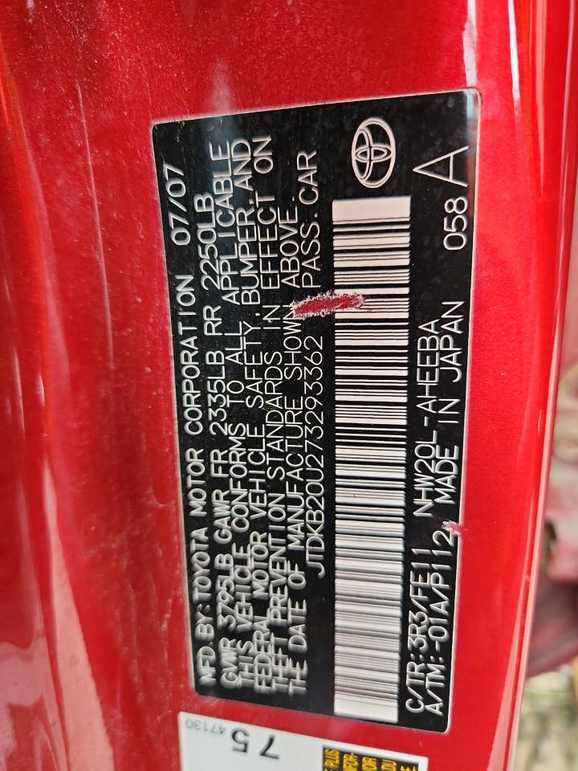 MFD BY: TOYOTA MOTOR CORPORATION 07/07
GWR 3795LB GAWR FR 2335LB RR 2250LB
THIS VEHICLE CONFORMS TO ALL APPLICABLE
FEDERAL MOTOR VEHICLE SAFETY, BUMPER, AND
THEFT PREVENTION STANDARDS IN EFFECT ON
THE DATE OF MANUFACTURE SHOWN ABOVE.
JTDKB20U273293362 PASS. CAR
C/TR: 3R3/FE11 NHW20L-AHEEBA 058 A
A/TM: -01A/P112 MADE IN JAPAN
75 47130